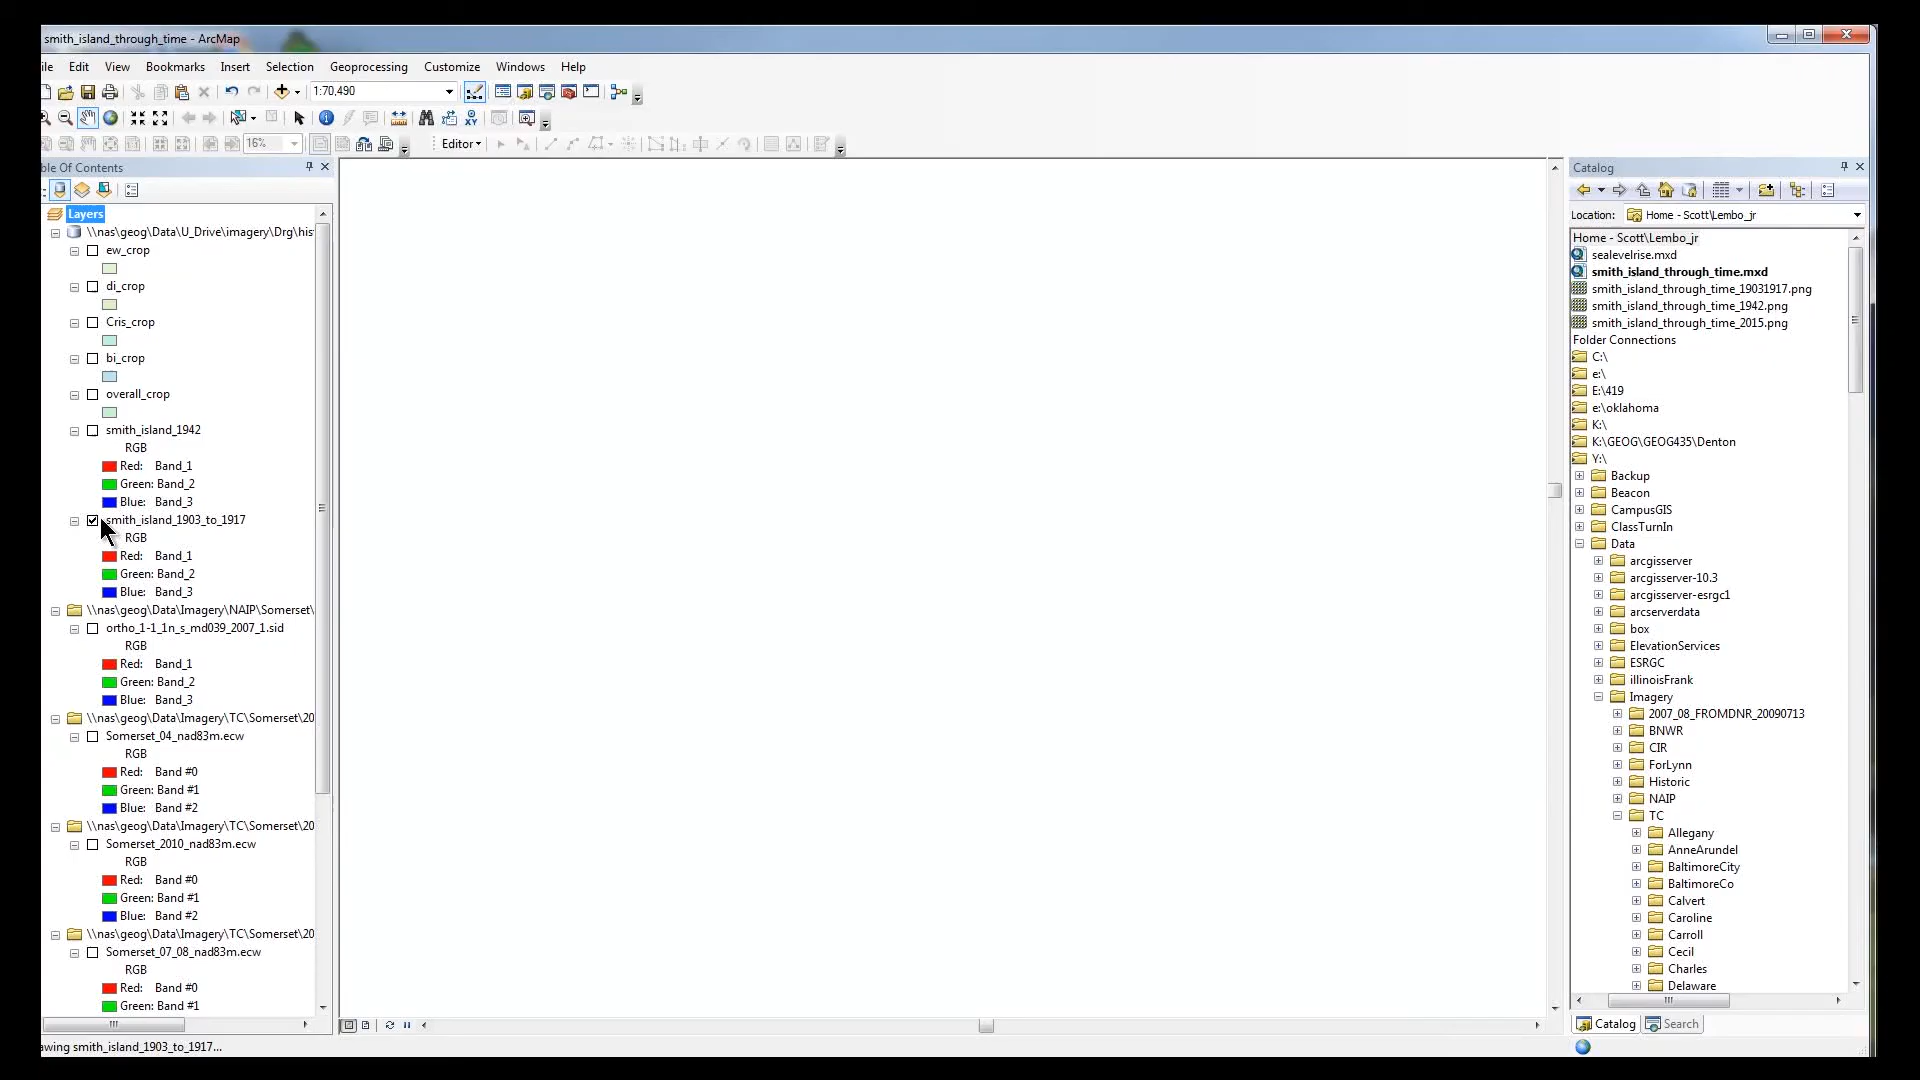 smith_island_through_time - ArcMap
ile Edit View Bookmarks Insert Selection Geoprocessing Customize Windows Help
1:70,490
16%
Editor
ble Of Contents
Layers
\\nas\geog\Data\U_Drive\imagery\Drg\his
ew_crop
di_crop
Cris_crop
bi_crop
overall_crop
smith_island_1942
RGB
Red: Band_1
Green: Band_2
Blue: Band_3
smith_island_1903_to_1917
RGB
Red: Band_1
Green: Band_2
Blue: Band_3
\\nas\geog\Data\Imagery\NAIP\Somerset\
ortho_1-1_1n_s_md039_2007_1.sid
RGB
Red: Band_1
Green: Band_2
Blue: Band_3
\\nas\geog\Data\Imagery\TC\Somerset\20
Somerset_04_nad83m.ecw
RGB
Red: Band #0
Green: Band #1
Blue: Band #2
\\nas\geog\Data\Imagery\TC\Somerset\20
Somerset_2010_nad83m.ecw
RGB
Red: Band #0
Green: Band #1
Blue: Band #2
\\nas\geog\Data\Imagery\TC\Somerset\20
Somerset_07_08_nad83m.ecw
RGB
Red: Band #0
Green: Band #1
awing smith_island_1903_to_1917...
Catalog
Location: Home - Scott\Lembo_jr
Home - Scott\Lembo_jr
sealevelrise.mxd
smith_island_through_time.mxd
smith_island_through_time_19031917.png
smith_island_through_time_1942.png
smith_island_through_time_2015.png
Folder Connections
C:\
e:\
E:\419
e:\oklahoma
K:\
K:\GEOG\GEOG435\Denton
Y:\
Backup
Beacon
CampusGIS
ClassTurnIn
Data
arcgisserver
arcgisserver-10.3
arcgisserver-esrgc1
arcserverdata
box
ElevationServices
ESRGC
illinoisFrank
Imagery
2007_08_FROMDNR_20090713
BNWR
CIR
ForLynn
Historic
NAIP
TC
Allegany
AnneArundel
BaltimoreCity
BaltimoreCo
Calvert
Caroline
Carroll
Cecil
Charles
Delaware
Catalog Search